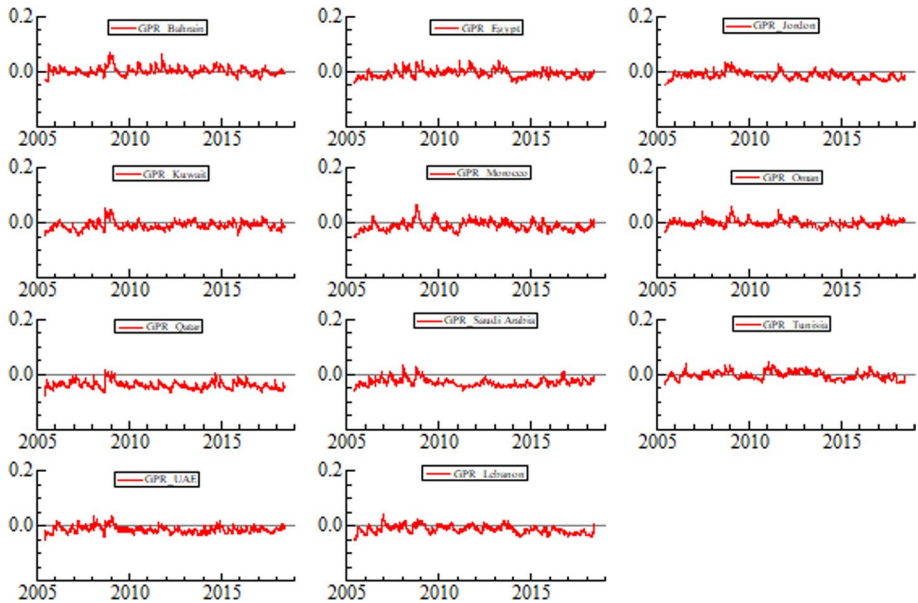 0.2 GPR_Bahrain 0.2 GPR_Egypt 0.2 GPR_Jordon
0.0 0.0 0.0
2005 2010 2015 2005 2010 2015 2005 2010 2015
0.2 GPR_Kuwait 0.2 GPR_Morocco 0.2 GPR_Oman
0.0 0.0 0.0
2005 2010 2015 2005 2010 2015 2005 2010 2015
0.2 GPR_Qatar 0.2 GPR_Saudi Arabia 0.2 GPR_Tunisia
0.0 0.0 0.0
2005 2010 2015 2005 2010 2015 2005 2010 2015
0.2 GPR_UAE 0.2 GPR_Lebanon
0.0 0.0
2005 2010 2015 2005 2010 2015